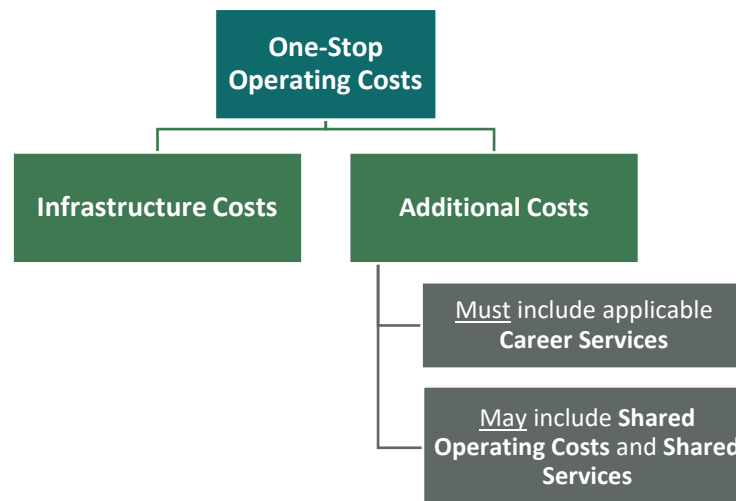 One-Stop
Operating Costs
Infrastructure Costs
Additional Costs
Must include applicable
Career Services
May include Shared
Operating Costs and Shared
Services